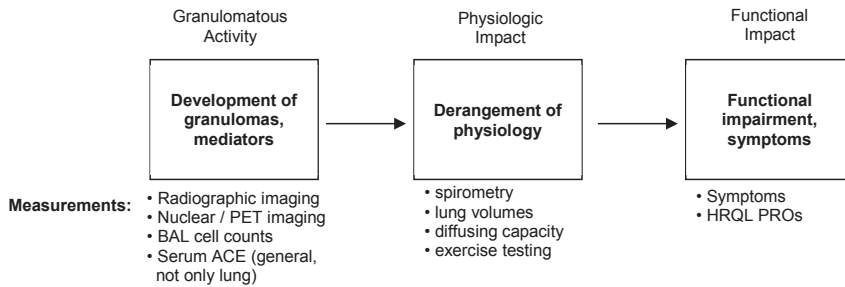 Granulomatous
Activity
Physiologic
Impact
Functional
Impact
Development of
granulomas,
mediators
Derangement of
physiology
Functional
impairment,
symptoms
Measurements:
• Radiographic imaging
• Nuclear / PET imaging
• BAL cell counts
• Serum ACE (general,
not only lung)
• spirometry
• lung volumes
• diffusing capacity
• exercise testing
• Symptoms
• HRQL PROs